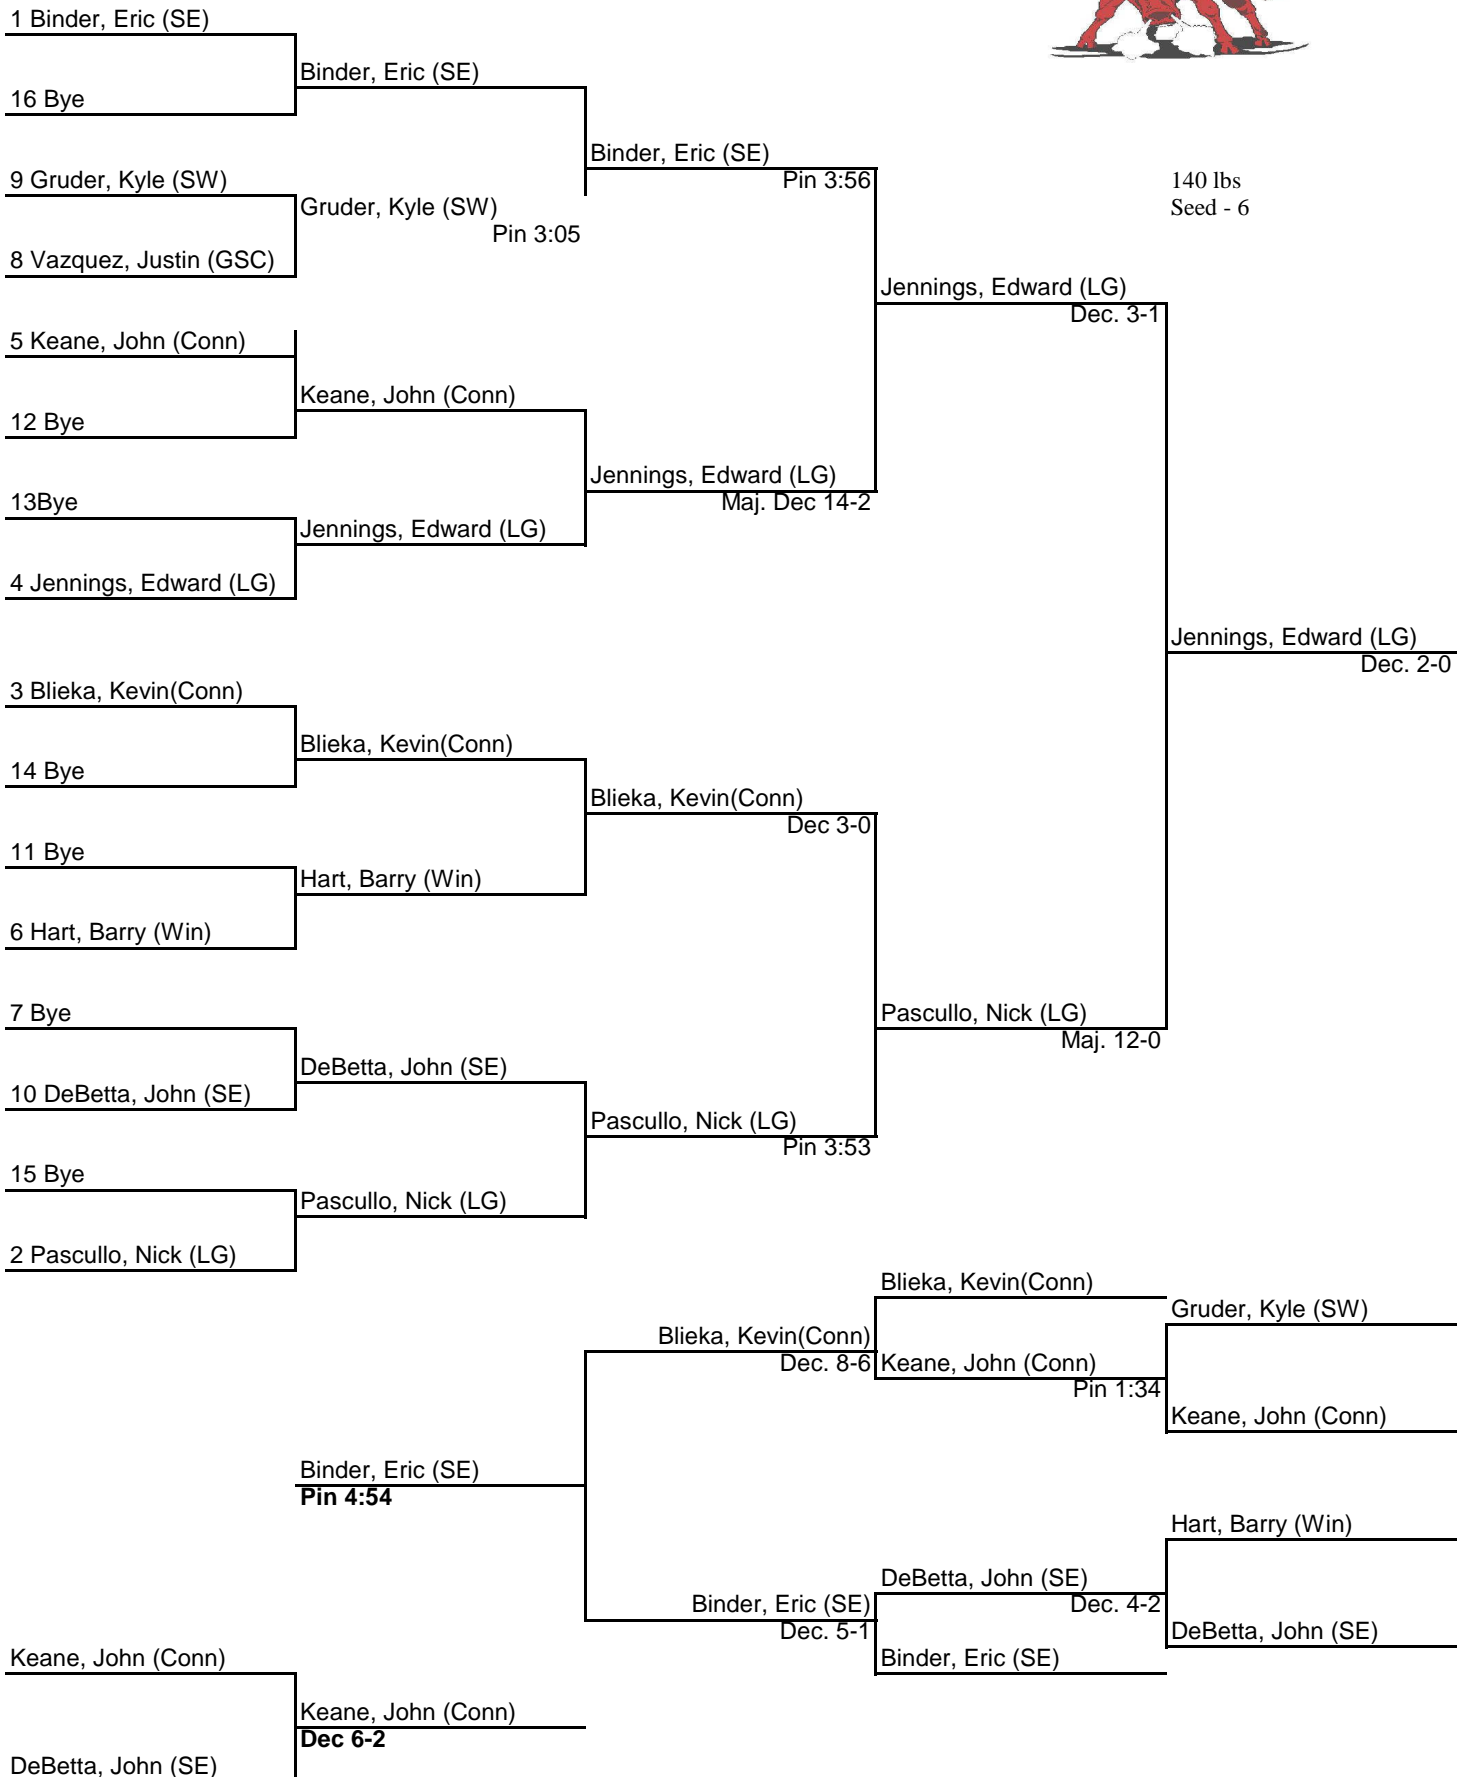 1 Binder, Eric (SE)
Binder, Eric (SE)
16 Bye
Binder, Eric (SE)
Pin 3:56
140 lbs
Seed - 6
9 Gruder, Kyle (SW)
Gruder, Kyle (SW)
Pin 3:05
8 Vazquez, Justin (GSC)
Jennings, Edward (LG)
Dec. 3-1
5 Keane, John (Conn)
Keane, John (Conn)
12 Bye
Jennings, Edward (LG)
Maj. Dec 14-2
13Bye
Jennings, Edward (LG)
4 Jennings, Edward (LG)
Jennings, Edward (LG)
Dec. 2-0
3 Blieka, Kevin(Conn)
Blieka, Kevin(Conn)
14 Bye
Blieka, Kevin(Conn)
Dec 3-0
11 Bye
Hart, Barry (Win)
6 Hart, Barry (Win)
7 Bye
Pascullo, Nick (LG)
Maj. 12-0
DeBetta, John (SE)
10 DeBetta, John (SE)
Pascullo, Nick (LG)
Pin 3:53
15 Bye
Pascullo, Nick (LG)
2 Pascullo, Nick (LG)
Blieka, Kevin(Conn)
Gruder, Kyle (SW)
Blieka, Kevin(Conn)
Dec. 8-6
Keane, John (Conn)
Pin 1:34
Keane, John (Conn)
Binder, Eric (SE)
Pin 4:54
Hart, Barry (Win)
DeBetta, John (SE)
Dec. 4-2
Binder, Eric (SE)
Dec. 5-1
DeBetta, John (SE)
Binder, Eric (SE)
Keane, John (Conn)
Keane, John (Conn)
Dec 6-2
DeBetta, John (SE)